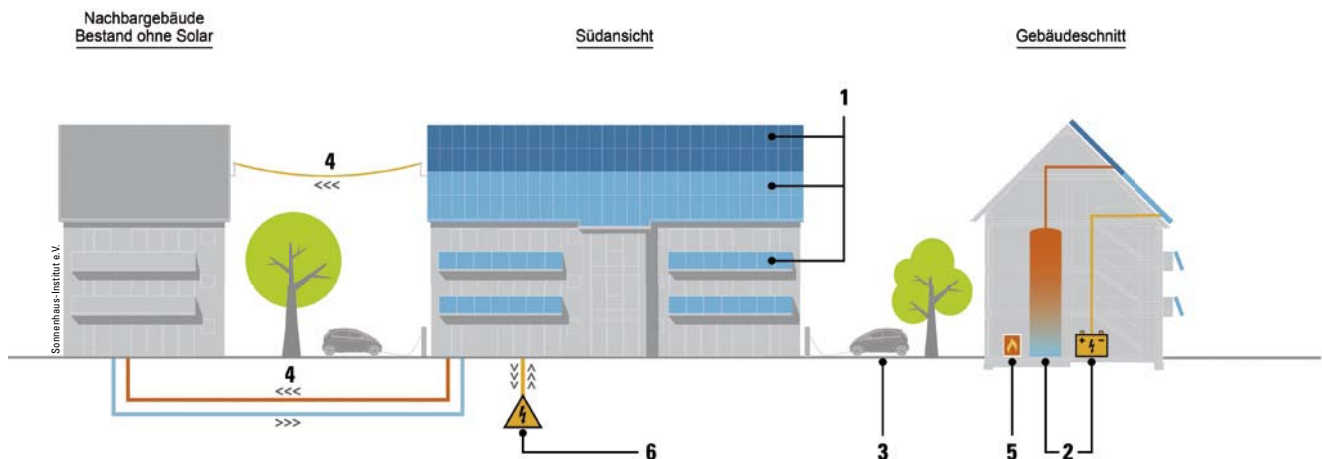 Nachbargebäude
Bestand ohne Solar
Südansicht
Gebäudeschnitt
1
4
<<<
Sonnenhaus-Institut e.V.
4
<<<
>>>
<<<
>>>
+ -
6
3
5
2